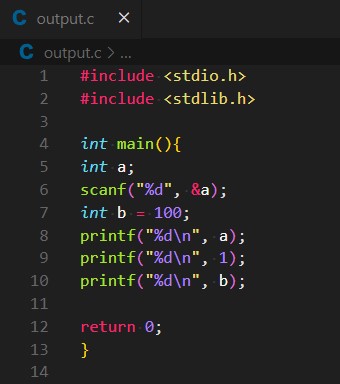 output.c
output.c > ...
1 #include <stdio.h>
2 #include <stdlib.h>
3
4 int main(){
5 int a;
6 scanf("%d", &a);
7 int b = 100;
8 printf("%d\n", a);
9 printf("%d\n", 1);
10 printf("%d\n", b);
11
12 return 0;
13 }
14